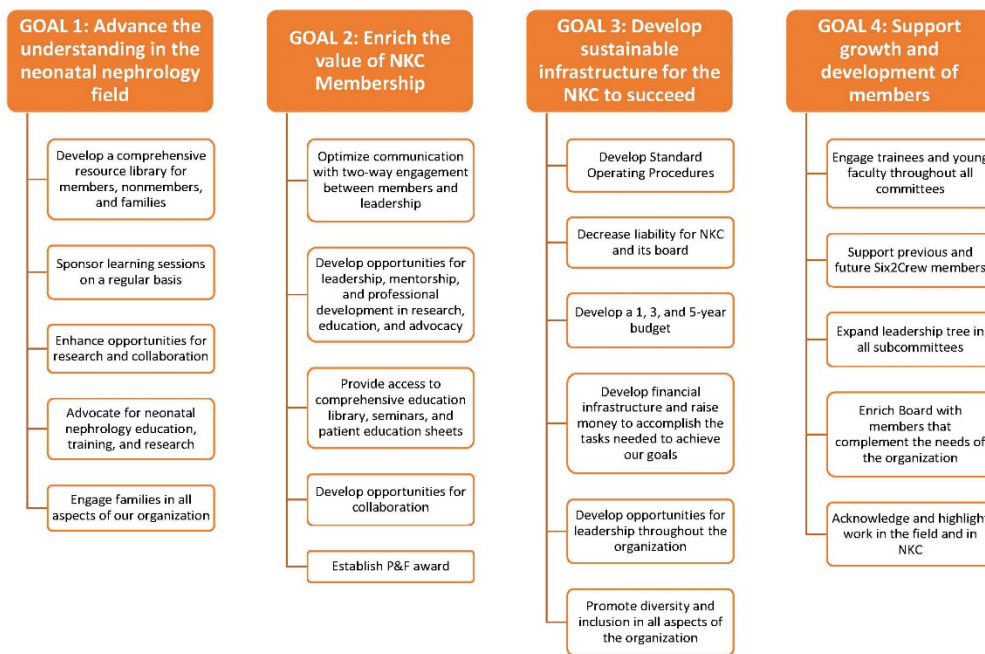 GOAL 1: Advance the
understanding in the
neonatal nephrology
field
Develop a comprehensive
resource library for
members, nonmembers,
and families
Sponsor learning sessions
on a regular basis
Enhance opportunities for
research and collaboration
Advocate for neonatal
nephrology education,
training, and research
Engage families in all
aspects of our organization
GOAL 2: Enrich the
value of NKC
Membership
Optimize communication
with two-way engagement
between members and
leadership
Develop opportunities for
leadership, mentorship,
and professional
development in research,
education, and advocacy
Provide access to
comprehensive education
library, seminars, and
patient education sheets
Develop opportunities for
collaboration
Establish P&F award
GOAL 3: Develop
sustainable
infrastructure for the
NKC to succeed
Develop Standard
Operating Procedures
Decrease liability for NKC
and its board
Develop a 1, 3, and 5-year
budget
Develop financial
infrastructure and raise
money to accomplish the
tasks needed to achieve
our goals
Develop opportunities for
leadership throughout the
organization
Promote diversity and
inclusion in all aspects of
the organization
GOAL 4: Support
growth and
development of
members
Engage trainees and young
faculty throughout all
committees
Support previous and
future Six2Crew members
Expand leadership tree in
all subcommittees
Enrich Board with
members that
complement the needs of
the organization
Acknowledge and highlight
work in the field and in
NKC